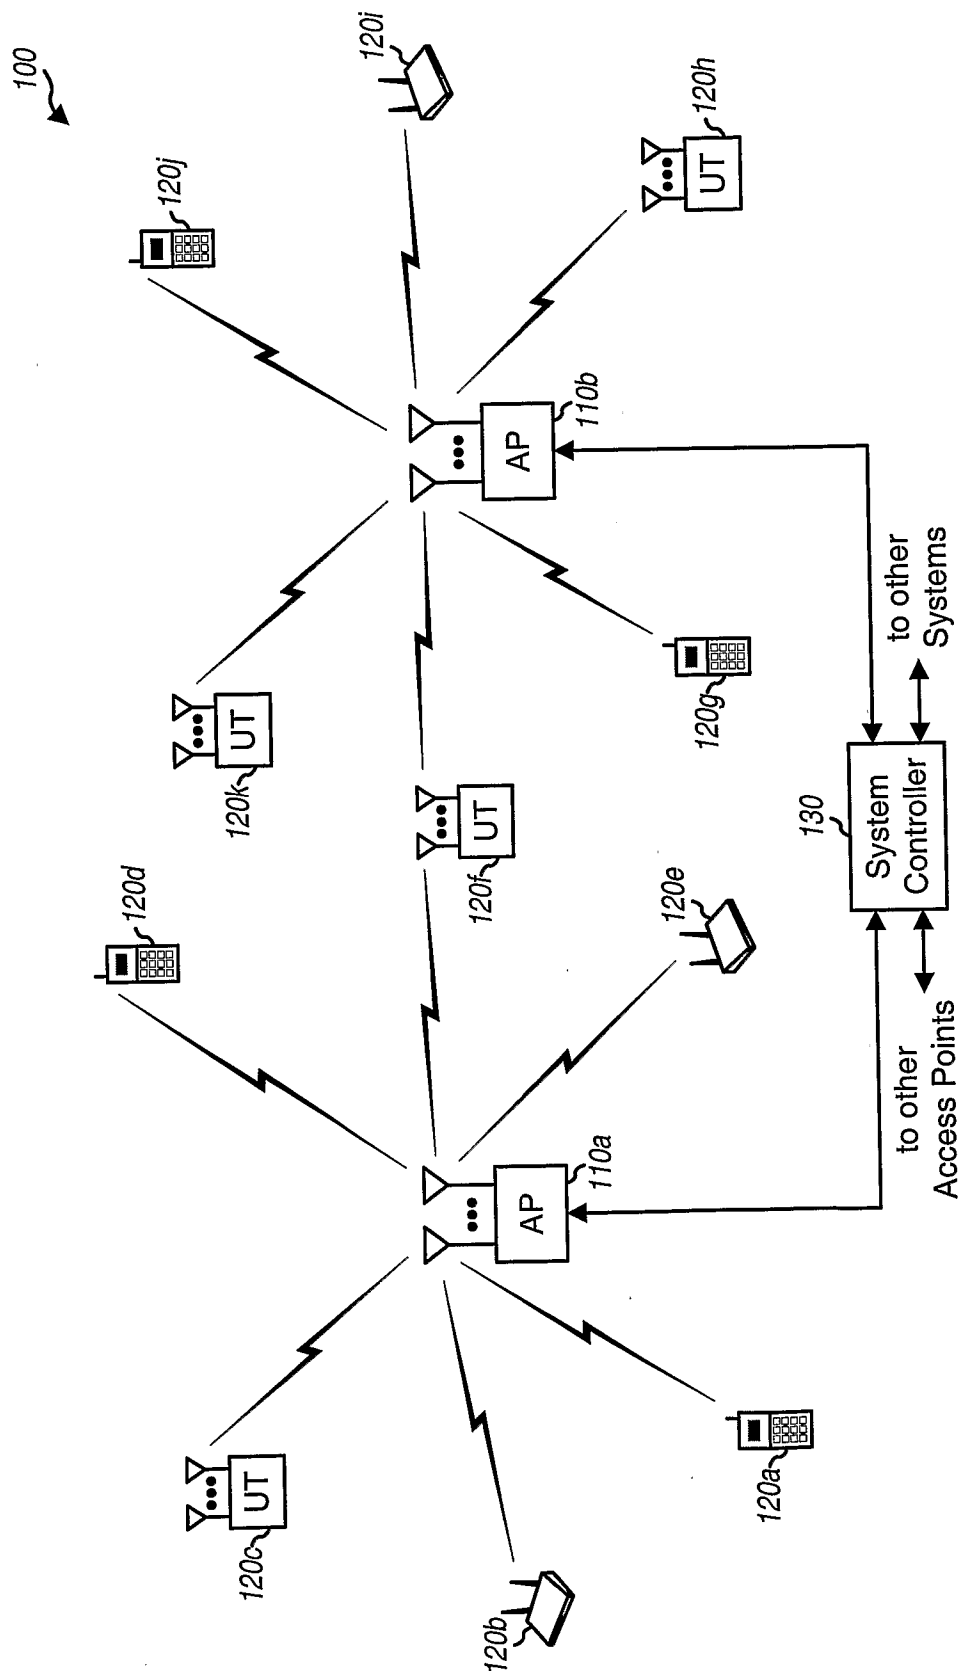 100
120d
120j
120c
UT
120k
UT
120i
120b
110a
AP
120f
UT
110b
AP
120a
120e
120g
120h
UT
130
System
Controller
to other
Access Points
to other
Systems